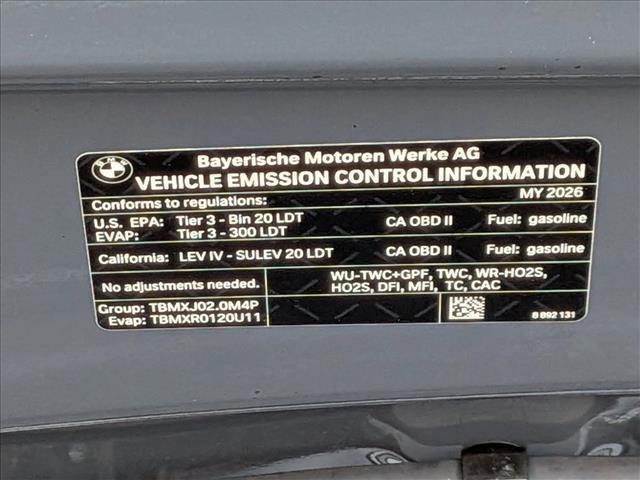 BMW
Bayerische Motoren Werke AG
VEHICLE EMISSION CONTROL INFORMATION
Conforms to regulations: MY 2026
U.S. EPA: Tier 3 - Bin 20 LDT CA OBD II Fuel: gasoline
EVAP: Tier 3 - 300 LDT
California: LEV IV - SULEV 20 LDT CA OBD II Fuel: gasoline
No adjustments needed. WU-TWC+GPF, TWC, WR-HO2S,
HO2S, DFI, MFI, TC, CAC
Group: TBMXJ02.0M4P
Evap: TBMXR0120U11 8 892 131